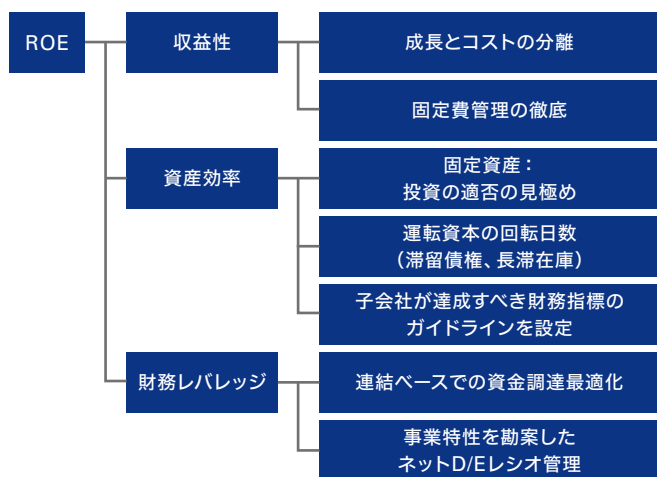 ROE
収益性
成長とコストの分離
固定費管理の徹底
資産効率
固定資産：
投資の適否の見極め
運転資本の回転日数
（滞留債権、長滞在庫）
子会社が達成すべき財務指標の
ガイドラインを設定
財務レバレッジ
連結ベースでの資金調達最適化
事業特性を勘案した
ネットD/Eレシオ管理